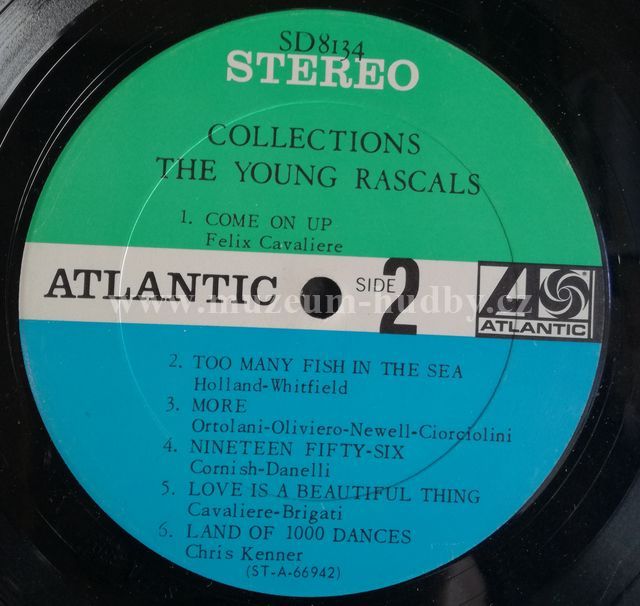 SD8134
STEREO
COLLECTIONS
THE YOUNG RASCALS
1. COME ON UP
Felix Cavaliere
ATLANTIC
SIDE 2
ATLANTIC
www.muzeum-hudby.cz
2. TOO MANY FISH IN THE SEA
Holland-Whitfield
3. MORE
Ortolani-Oliviero-Newell-Ciorciolini
4. NINETEEN FIFTY-SIX
Cornish-Danelli
5. LOVE IS A BEAUTIFUL THING
Cavaliere-Brigati
6. LAND OF 1000 DANCES
Chris Kenner
(ST-A-66942)